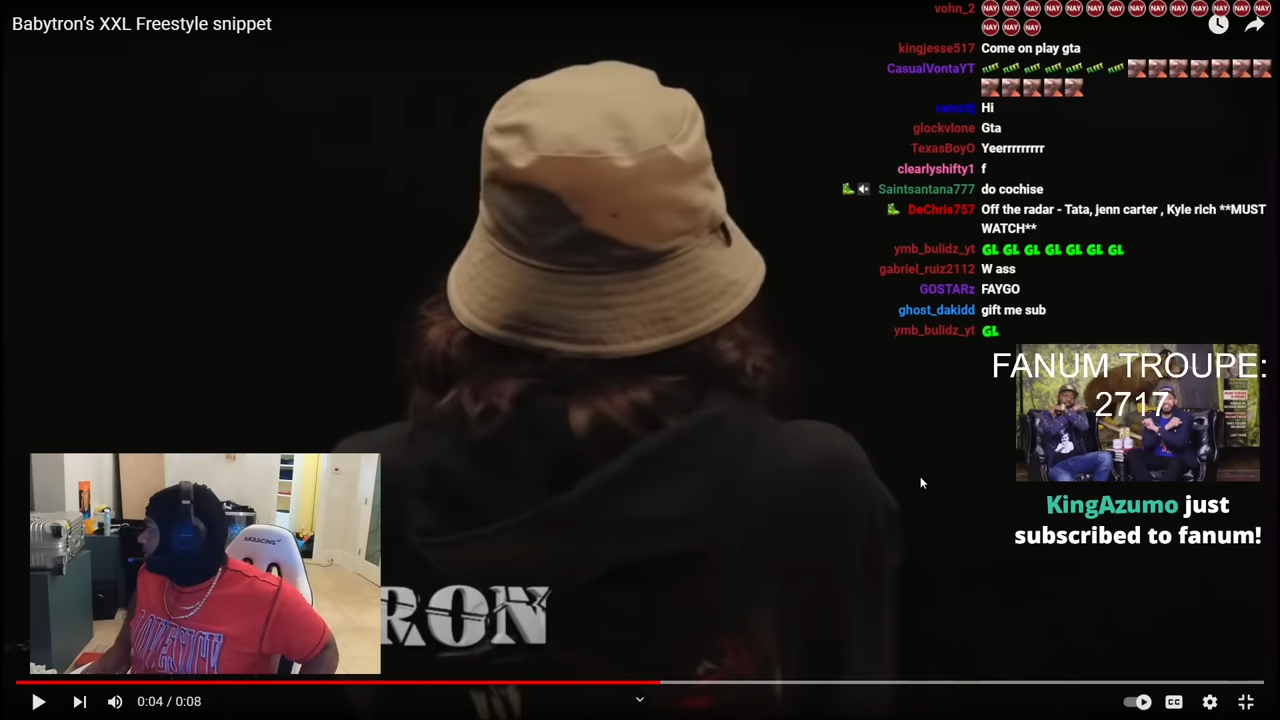 Babytron's XXL Freestyle snippet
vohn_2
kingjesse517 Come on play gta
CasualVontaYT
Hi
glockvlone Gta
TexasBoyO Yeerrrrrrrrr
clearlyshifty1 f
Saintsantana777 do cochise
DeChris757 Off the radar - Tata, jenn carter , Kyle rich **MUST
WATCH**
ymb_bulidz_yt GL GL GL GL GL GL GL
gabriel_ruiz2112 W ass
GOSTARz FAYGO
ghost_dakidd gift me sub
ymb_bulidz_yt GL
FANUM TROUPE:
2717
KingAzumo just
subscribed to fanum!
AKRACING
RON
0:04 / 0:08
CC